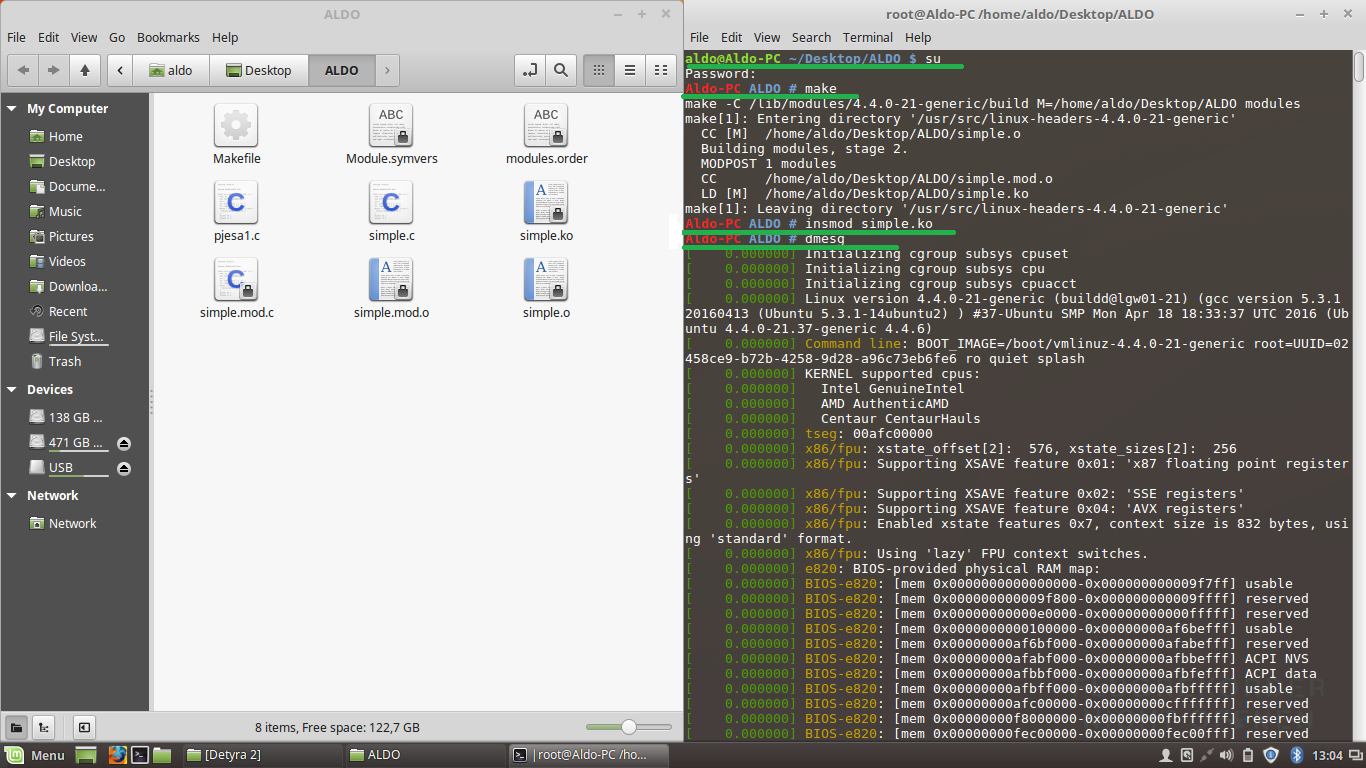 ALDO
File Edit View Go Bookmarks Help
aldo Desktop ALDO
My Computer
Home
Desktop
Docume...
Music
Pictures
Videos
Downloa...
Recent
File Syst...
Trash
Devices
138 GB ...
471 GB ...
USB
Network
Network
Makefile Module.symvers modules.order
pjesa1.c simple.c simple.ko
simple.mod.c simple.mod.o simple.o
8 items, Free space: 122,7 GB
root@Aldo-PC /home/aldo/Desktop/ALDO
File Edit View Search Terminal Help
aldo@Aldo-PC ~/Desktop/ALDO $ su
Password:
Aldo-PC ALDO # make
make -C /lib/modules/4.4.0-21-generic/build M=/home/aldo/Desktop/ALDO modules
make[1]: Entering directory '/usr/src/linux-headers-4.4.0-21-generic'
CC [M]  /home/aldo/Desktop/ALDO/simple.o
Building modules, stage 2.
MODPOST 1 modules
CC      /home/aldo/Desktop/ALDO/simple.mod.o
LD [M]  /home/aldo/Desktop/ALDO/simple.ko
make[1]: Leaving directory '/usr/src/linux-headers-4.4.0-21-generic'
Aldo-PC ALDO # insmod simple.ko
Aldo-PC ALDO # dmesg
[    0.000000] Initializing cgroup subsys cpuset
[    0.000000] Initializing cgroup subsys cpu
[    0.000000] Initializing cgroup subsys cpuacct
[    0.000000] Linux version 4.4.0-21-generic (buildd@lgw01-21) (gcc version 5.3.1
20160413 (Ubuntu 5.3.1-14ubuntu2) ) #37-Ubuntu SMP Mon Apr 18 18:33:37 UTC 2016 (Ub
untu 4.4.0-21.37-generic 4.4.6)
[    0.000000] Command line: BOOT_IMAGE=/boot/vmlinuz-4.4.0-21-generic root=UUID=02
458ce9-b72b-4258-9d28-a96c73eb6fe6 ro quiet splash
[    0.000000] KERNEL supported cpus:
[    0.000000]   Intel GenuineIntel
[    0.000000]   AMD AuthenticAMD
[    0.000000]   Centaur CentaurHauls
[    0.000000] tseg: 00afc00000
[    0.000000] x86/fpu: xstate_offset[2]:  576, xstate_sizes[2]:  256
[    0.000000] x86/fpu: Supporting XSAVE feature 0x01: 'x87 floating point register
s'
[    0.000000] x86/fpu: Supporting XSAVE feature 0x02: 'SSE registers'
[    0.000000] x86/fpu: Supporting XSAVE feature 0x04: 'AVX registers'
[    0.000000] x86/fpu: Enabled xstate features 0x7, context size is 832 bytes, usi
ng 'standard' format.
[    0.000000] x86/fpu: Using 'lazy' FPU context switches.
[    0.000000] e820: BIOS-provided physical RAM map:
[    0.000000] BIOS-e820: [mem 0x0000000000000000-0x000000000009f7ff] usable
[    0.000000] BIOS-e820: [mem 0x000000000009f800-0x000000000009ffff] reserved
[    0.000000] BIOS-e820: [mem 0x00000000000e0000-0x00000000000fffff] reserved
[    0.000000] BIOS-e820: [mem 0x0000000000100000-0x00000000af6befff] usable
[    0.000000] BIOS-e820: [mem 0x00000000af6bf000-0x00000000afabefff] reserved
[    0.000000] BIOS-e820: [mem 0x00000000afabf000-0x00000000afbbefff] ACPI NVS
[    0.000000] BIOS-e820: [mem 0x00000000afbbf000-0x00000000afbfefff] ACPI data
[    0.000000] BIOS-e820: [mem 0x00000000afbff000-0x00000000afbfffff] usable
[    0.000000] BIOS-e820: [mem 0x00000000afc00000-0x00000000cfffffff] reserved
[    0.000000] BIOS-e820: [mem 0x00000000f8000000-0x00000000fbffffff] reserved
[    0.000000] BIOS-e820: [mem 0x00000000fec00000-0x00000000fec00fff] reserved
Menu [Detyra 2] ALDO root@Aldo-PC /ho... 13:04